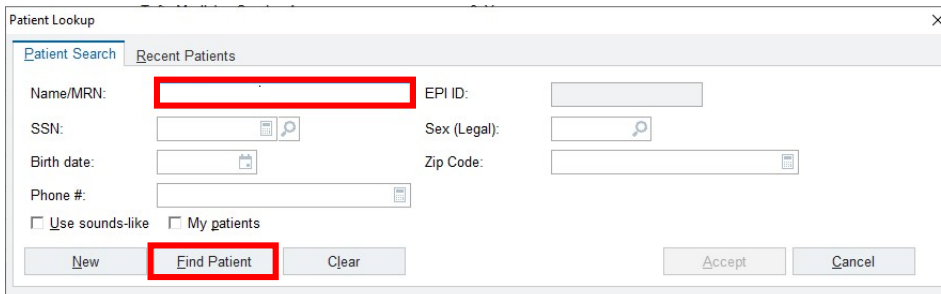 Patient Lookup
Patient Search Recent Patients
Name/MRN: EPI ID:
SSN: Sex (Legal):
Birth date: Zip Code:
Phone #:
Use sounds-like My patients
New Find Patient Clear Accept Cancel